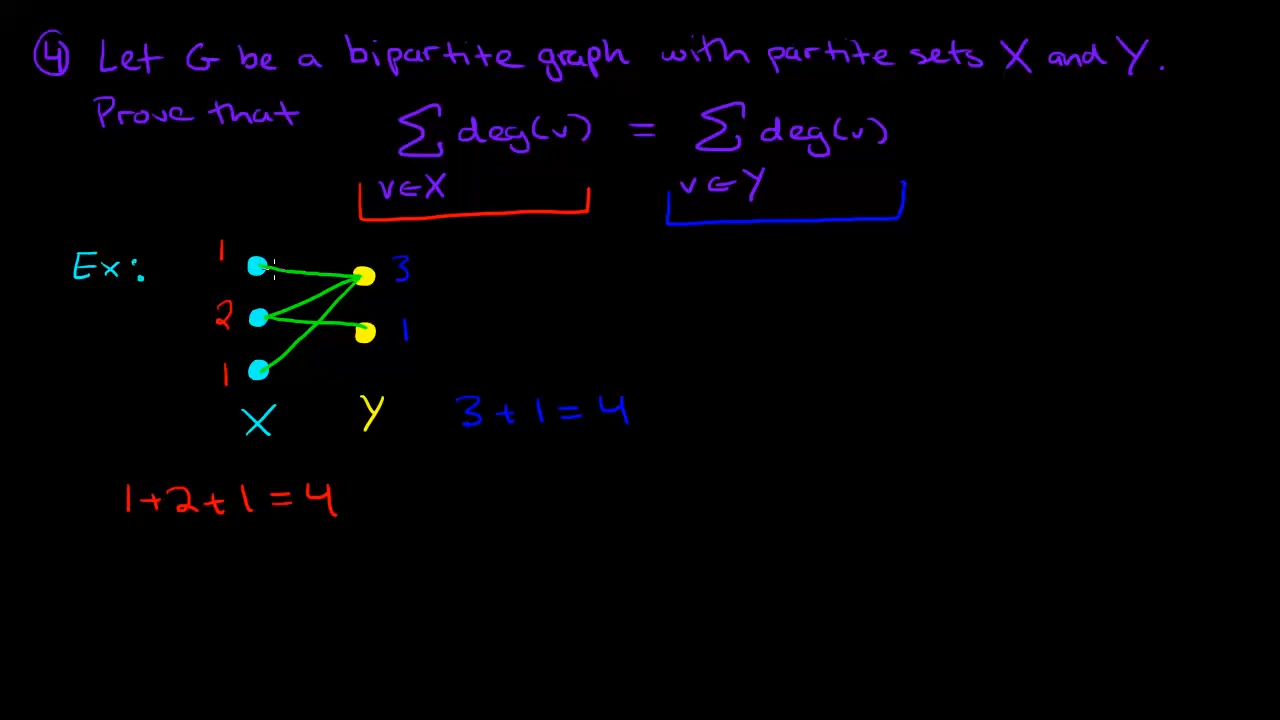 ④ Let G be a bipartite graph with partite sets X and Y.
Prove that ∑ deg(v) = ∑ deg(v)
v∈X v∈Y
Ex:
1 3
2 1
1
X Y 3+1=4
1+2+1=4